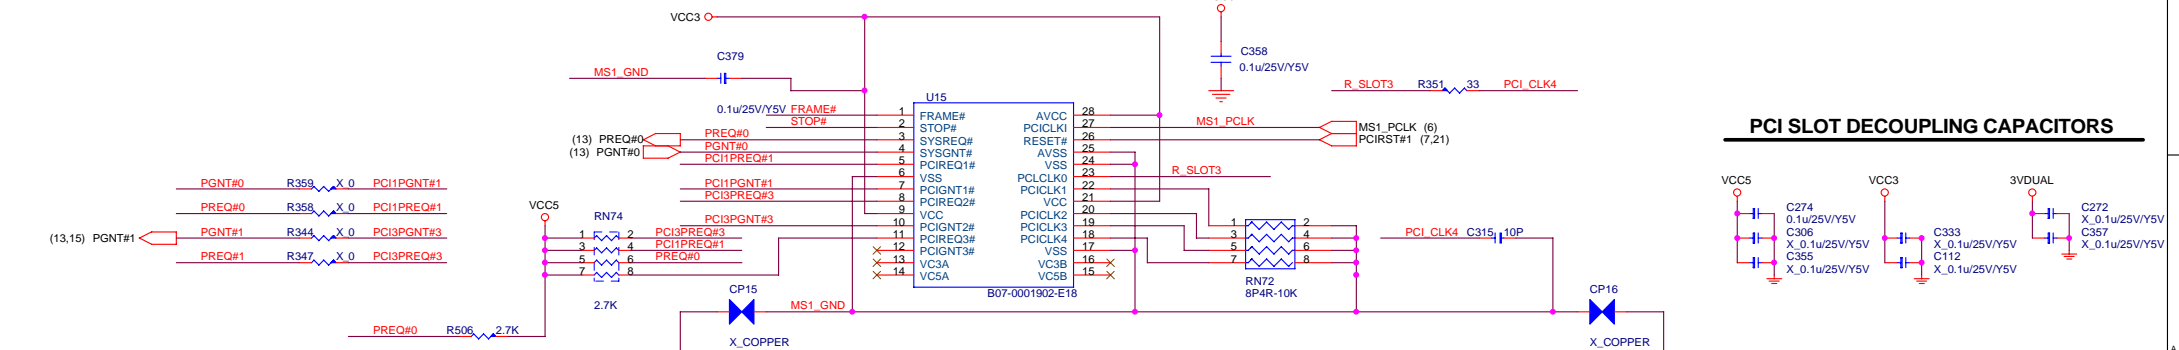 VCC3
C379
MS1_GND
0.1u/25V/Y5V
C358
0.1u/25V/Y5V
R_SLOT3 R351 33 PCI_CLK4
PCI SLOT DECOUPLING CAPACITORS
U15
FRAME# 1 FRAME# AVCC 28
STOP# 2 STOP# PCICLKI 27 MS1_PCLK MS1_PCLK (6)
(13) PREQ#0 PREQ#0 3 SYSREQ# RESET# 26 PCIRST#1 (7,21)
(13) PGNT#0 PGNT#0 4 SYSGNT# AVSS 25
PCI1PREQ#1 5 PCIREQ1# VSS 24
6 VSS PCLCLK0 23 R_SLOT3
PCI1PGNT#1 7 PCIGNT1# PCICLK1 22
PCI3PREQ#3 8 PCIREQ2# VCC 21
9 VCC PCICLK2 20
PCI3PGNT#3 10 PCIGNT2# PCICLK3 19
11 PCIREQ3# PCICLK4 18
12 PCIGNT3# VSS 17
13 VC3A VC3B 16
14 VC5A VC5B 15
B07-0001902-E18
PGNT#0 R359 X_0 PCI1PGNT#1
PREQ#0 R358 X_0 PCI1PREQ#1
(13,15) PGNT#1 PGNT#1 R344 X_0 PCI3PGNT#3
PREQ#1 R347 X_0 PCI3PREQ#3
VCC5
RN74
1 2 PCI3PREQ#3
3 4 PCI1PREQ#1
5 6 PREQ#0
7 8
2.7K
PREQ#0 R506 2.7K
CP15
X_COPPER
MS1_GND
1 2
3 4
5 6
7 8
RN72
8P4R-10K
PCI_CLK4 C315 10P
CP16
X_COPPER
VCC5
C274
0.1u/25V/Y5V
C306
X_0.1u/25V/Y5V
C355
X_0.1u/25V/Y5V
VCC3
C333
X_0.1u/25V/Y5V
C112
X_0.1u/25V/Y5V
3VDUAL
C272
X_0.1u/25V/Y5V
C357
X_0.1u/25V/Y5V